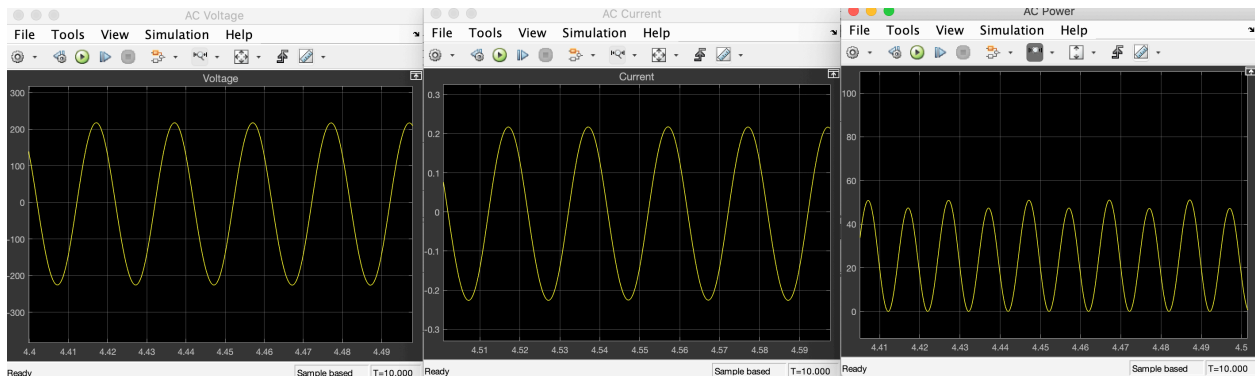 AC Voltage
File Tools View Simulation Help
Voltage
300
200
100
0
-100
-200
-300
4.4 4.41 4.42 4.43 4.44 4.45 4.46 4.47 4.48 4.49
Ready Sample based T=10.000
AC Current
File Tools View Simulation Help
Current
0.3
0.2
0.1
0
-0.1
-0.2
-0.3
4.51 4.52 4.53 4.54 4.55 4.56 4.57 4.58 4.59
Ready Sample based T=10.000
AC Power
File Tools View Simulation Help
100
80
60
40
20
0
4.41 4.42 4.43 4.44 4.45 4.46 4.47 4.48 4.49 4.5
Ready Sample based T=10.000